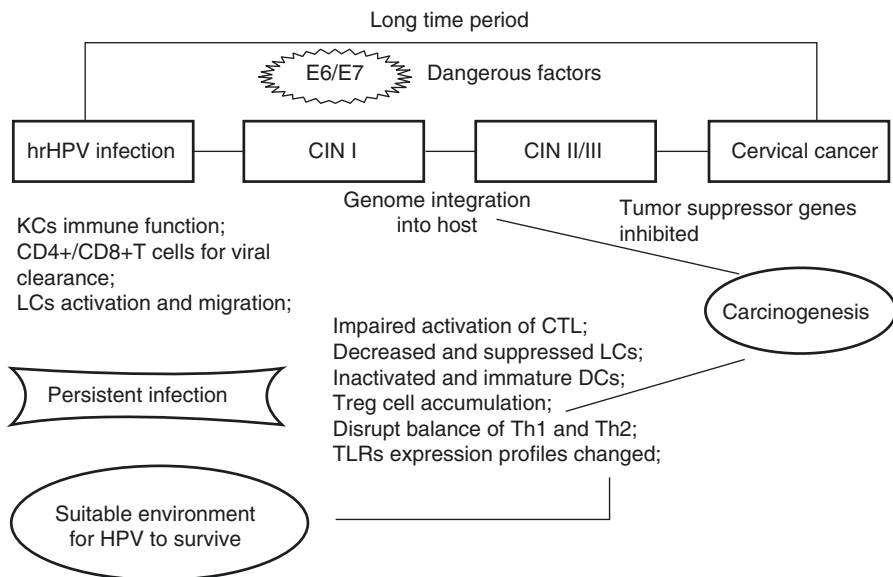 Long time period
E6/E7
Dangerous factors
hrHPV infection
CIN I
CIN II/III
Cervical cancer
Genome integration
into host
Tumor suppressor genes
inhibited
KCs immune function;
CD4+/CD8+T cells for viral
clearance;
LCs activation and migration;
Carcinogenesis
Impaired activation of CTL;
Decreased and suppressed LCs;
Inactivated and immature DCs;
Treg cell accumulation;
Disrupt balance of Th1 and Th2;
TLRs expression profiles changed;
Persistent infection
Suitable environment
for HPV to survive